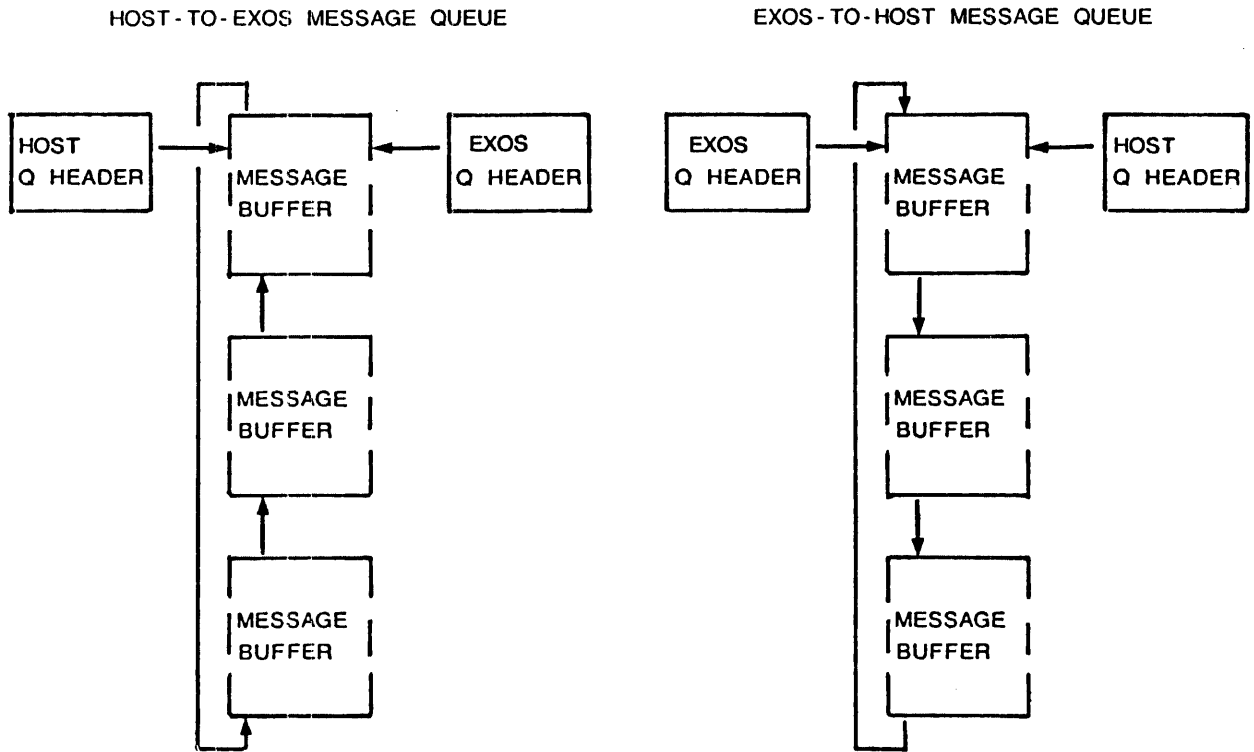 HOST-TO-EXOS MESSAGE QUEUE
HOST
Q HEADER
MESSAGE
BUFFER
EXOS
Q HEADER
MESSAGE
BUFFER
MESSAGE
BUFFER
EXOS-TO-HOST MESSAGE QUEUE
EXOS
Q HEADER
MESSAGE
BUFFER
HOST
Q HEADER
MESSAGE
BUFFER
MESSAGE
BUFFER